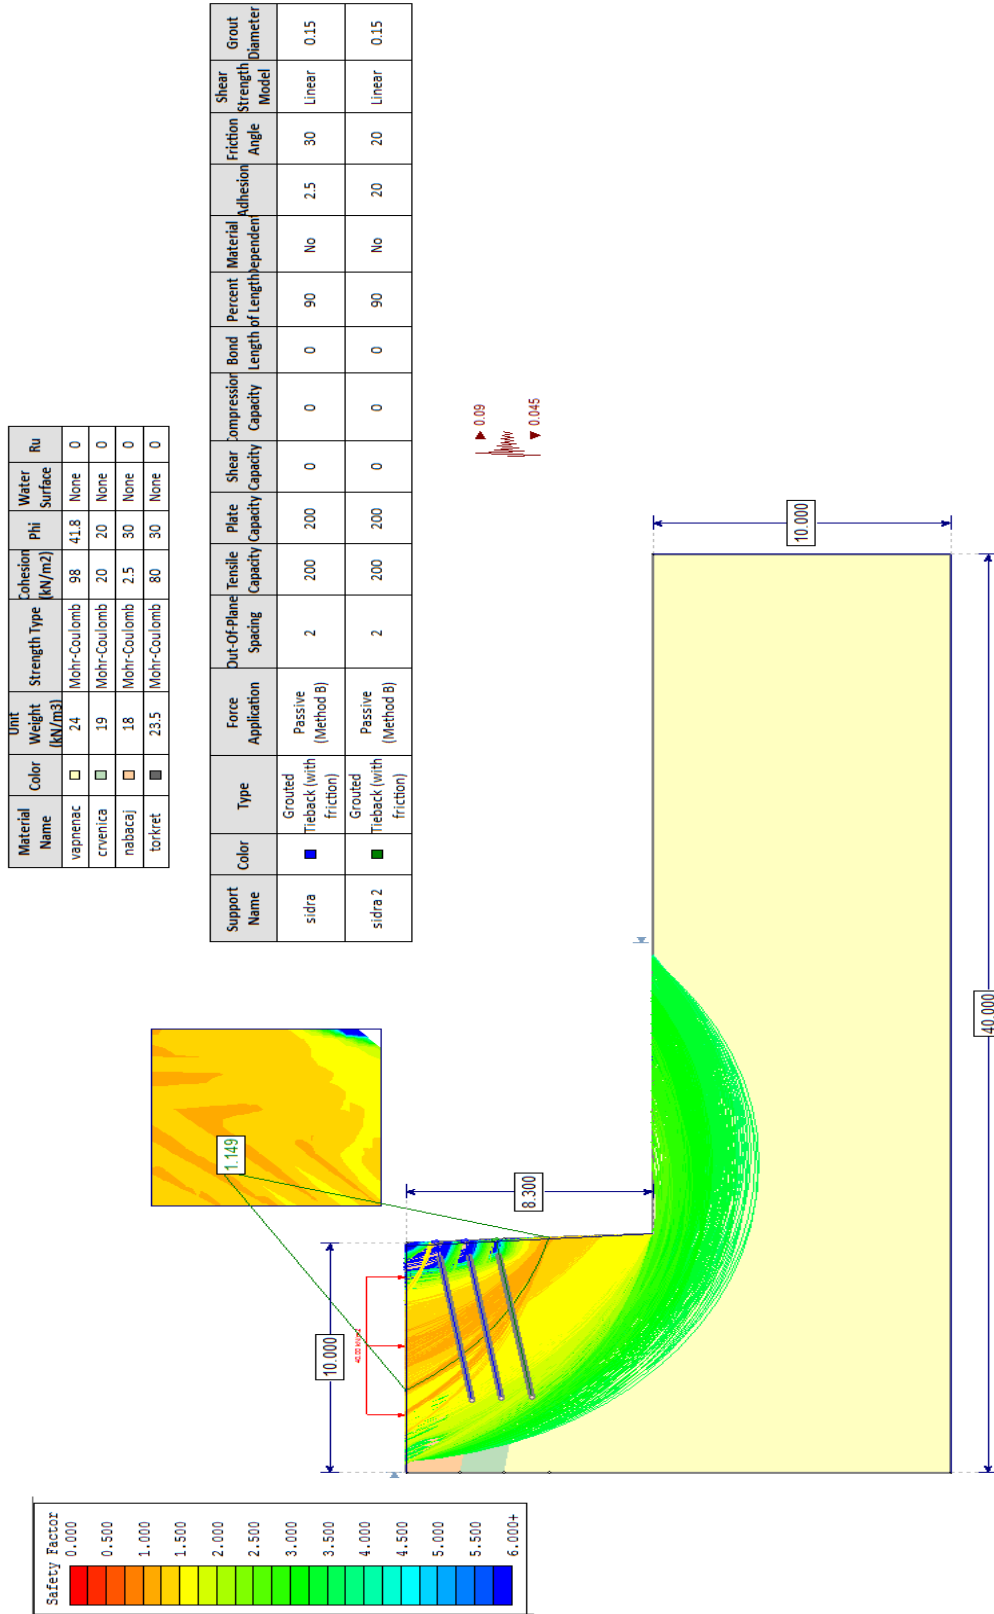 Material Name Color Unit Weight (kN/m3) Strength Type Cohesion (kN/m2) Phi Water Surface Ru
vapnenac 24 Mohr-Coulomb 98 41.8 None 0
crvenica 19 Mohr-Coulomb 20 20 None 0
nabacaj 18 Mohr-Coulomb 2.5 30 None 0
torkret 23.5 Mohr-Coulomb 80 30 None 0
Support Name Color Type Force Application Out-Of-Plane Spacing Tensile Capacity Plate Capacity Shear Capacity Compression Capacity Bond Length Percent of Length Material Dependent Adhesion Friction Angle Shear Strength Model Grout Diameter
sidra Grouted Tieback (with friction) Passive (Method B) 2 200 200 0 0 0 90 No 2.5 30 Linear 0.15
sidra 2 Grouted Tieback (with friction) Passive (Method B) 2 200 200 0 0 0 90 No 20 20 Linear 0.15
Safety Factor
0.000
0.500
1.000
1.500
2.000
2.500
3.000
3.500
4.000
4.500
5.000
5.500
6.000+
1.149
0.09
0.045
10.000
8.300
10.000
40.000